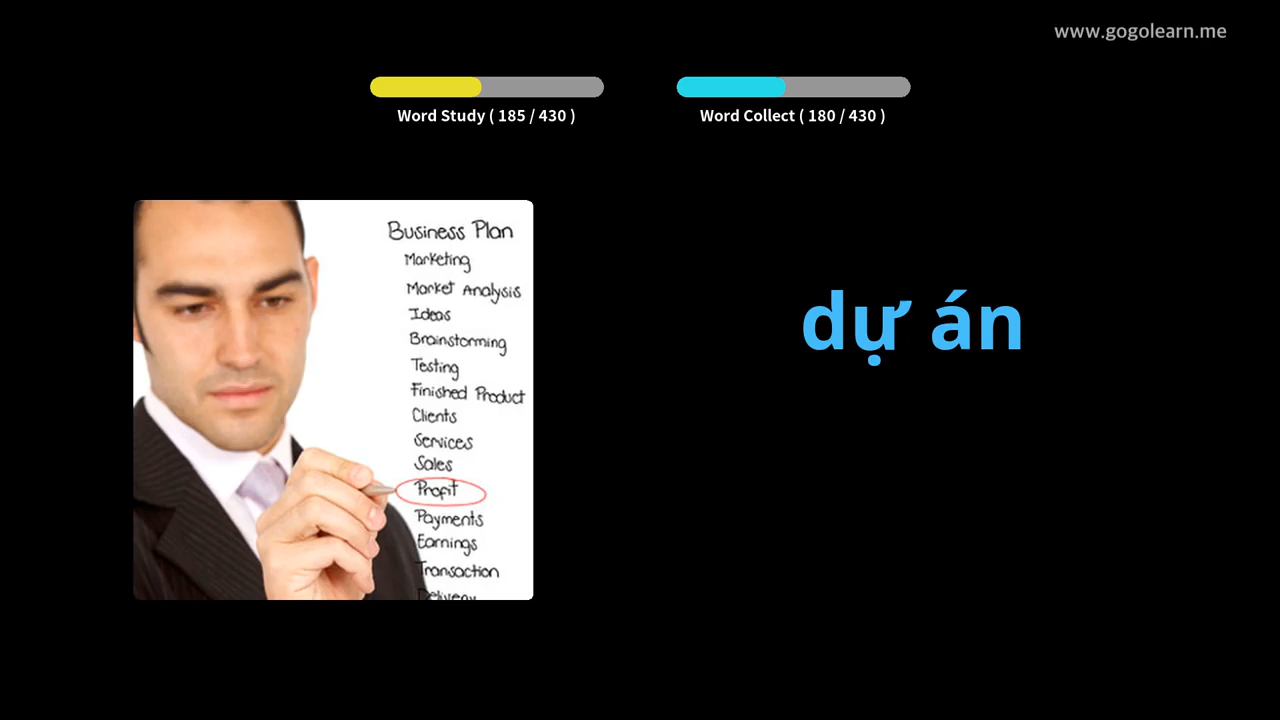 www.gogolearn.me
Word Study ( 185 / 430 )
Word Collect ( 180 / 430 )
Business Plan
Marketing
Market Analysis
Ideas
Brainstorming
Testing
Finished Product
Clients
Services
Sales
Profit
Payments
Earnings
Transaction
Delivery
dự án